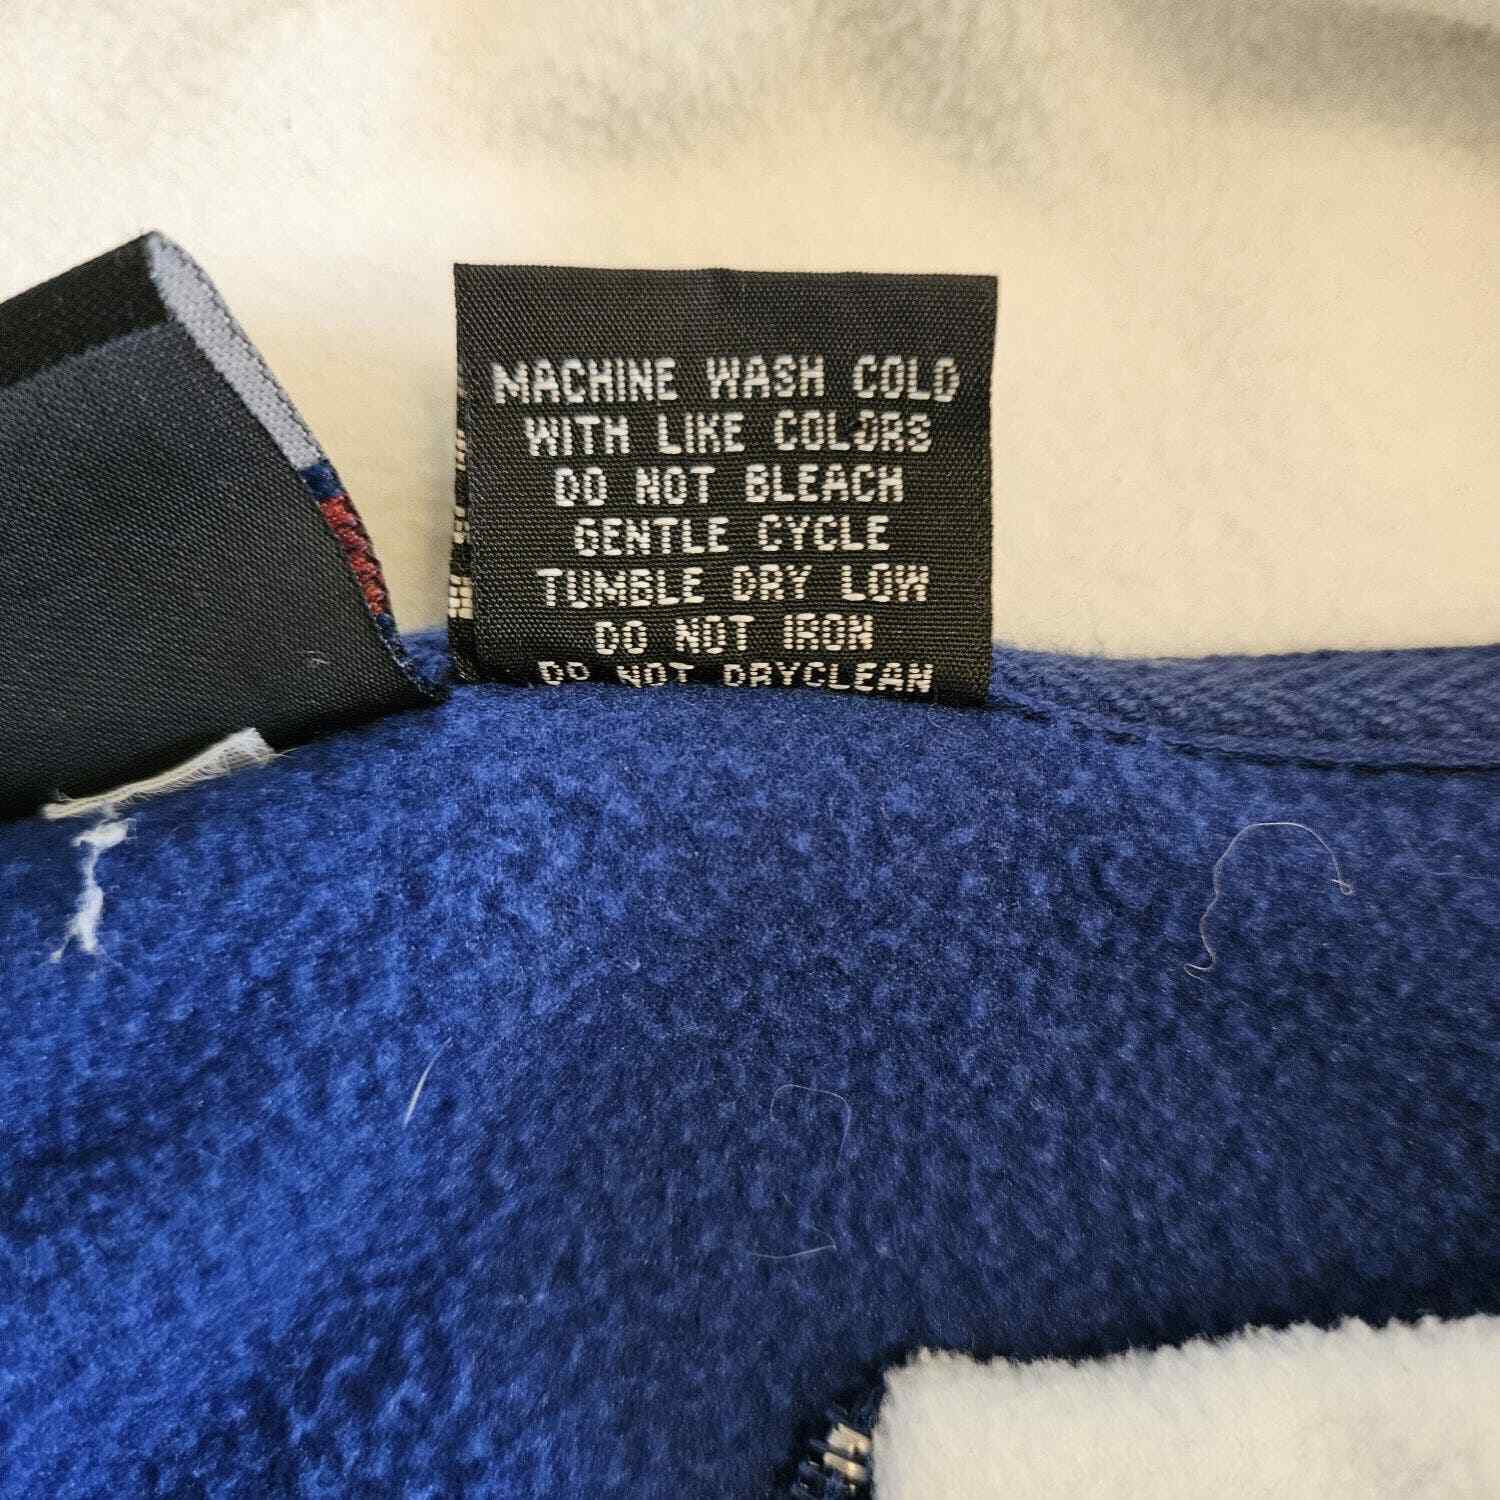 MACHINE WASH COLD
WITH LIKE COLORS
DO NOT BLEACH
GENTLE CYCLE
TUMBLE DRY LOW
DO NOT IRON
DO NOT DRYCLEAN